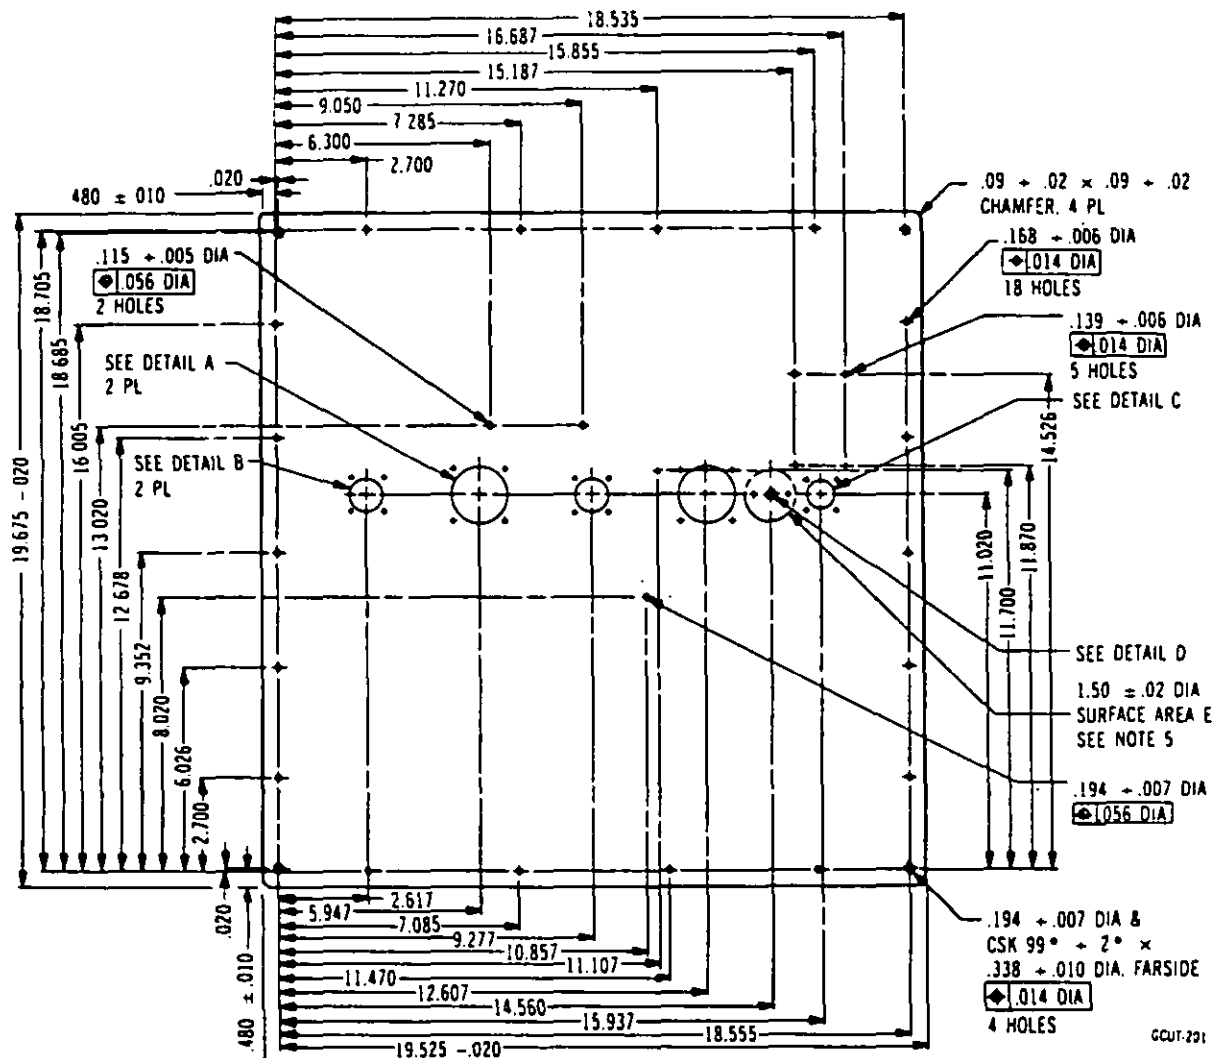 18.535
16.687
15.855
15.187
11.270
9.050
7.285
6.300
2.700
.020
480 ± .010
.09 + .02 × .09 + .02
CHAMFER. 4 PL
.168 + .006 DIA
.014 DIA
18 HOLES
.115 + .005 DIA
.056 DIA
2 HOLES
.139 + .006 DIA
.014 DIA
5 HOLES
SEE DETAIL A
2 PL
SEE DETAIL C
SEE DETAIL B
2 PL
19.675 -.020
18.705
18.685
16.005
13.020
12.678
9.352
8.020
6.026
2.700
14.526
11.020
11.700
11.870
SEE DETAIL D
1.50 ± .02 DIA
SURFACE AREA E
SEE NOTE 5
.194 + .007 DIA
.056 DIA
.020
.480 ± .010
2.617
5.947
7.085
9.277
10.857
11.107
11.470
12.607
14.560
15.937
18.555
19.525 -.020
.194 + .007 DIA &
CSK 99° + 2° ×
.338 + .010 DIA. FARSIDE
.014 DIA
4 HOLES
GCUT-291